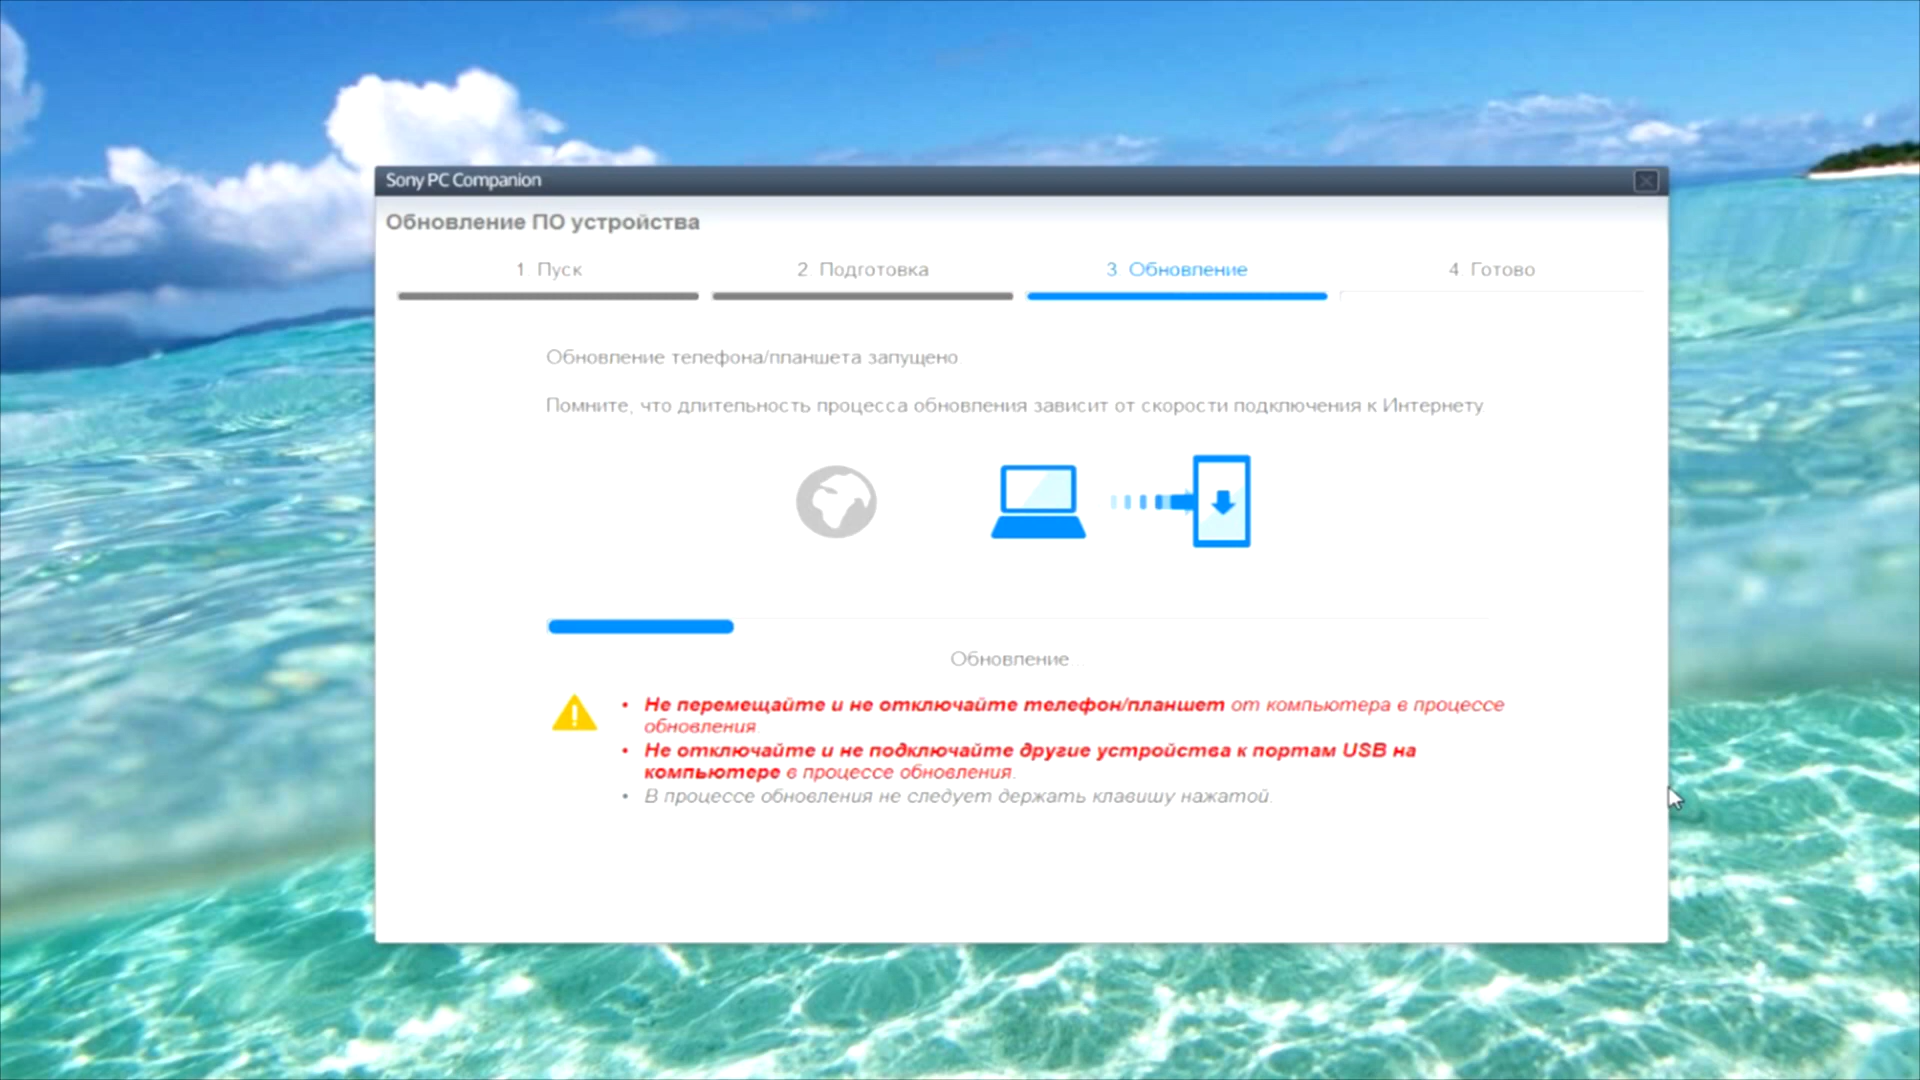 Sony PC Companion
Обновление ПО устройства
1 Пуск
2 Подготовка
3 Обновление
4 Готово
Обновление телефона/планшета запущено.
Помните, что длительность процесса обновления зависит от скорости подключения к Интернету
Обновление...
• Не перемещайте и не отключайте телефон/планшет от компьютера в процессе
обновления.
• Не отключайте и не подключайте другие устройства к портам USB на
компьютере в процессе обновления.
• В процессе обновления не следует держать клавишу нажатой.